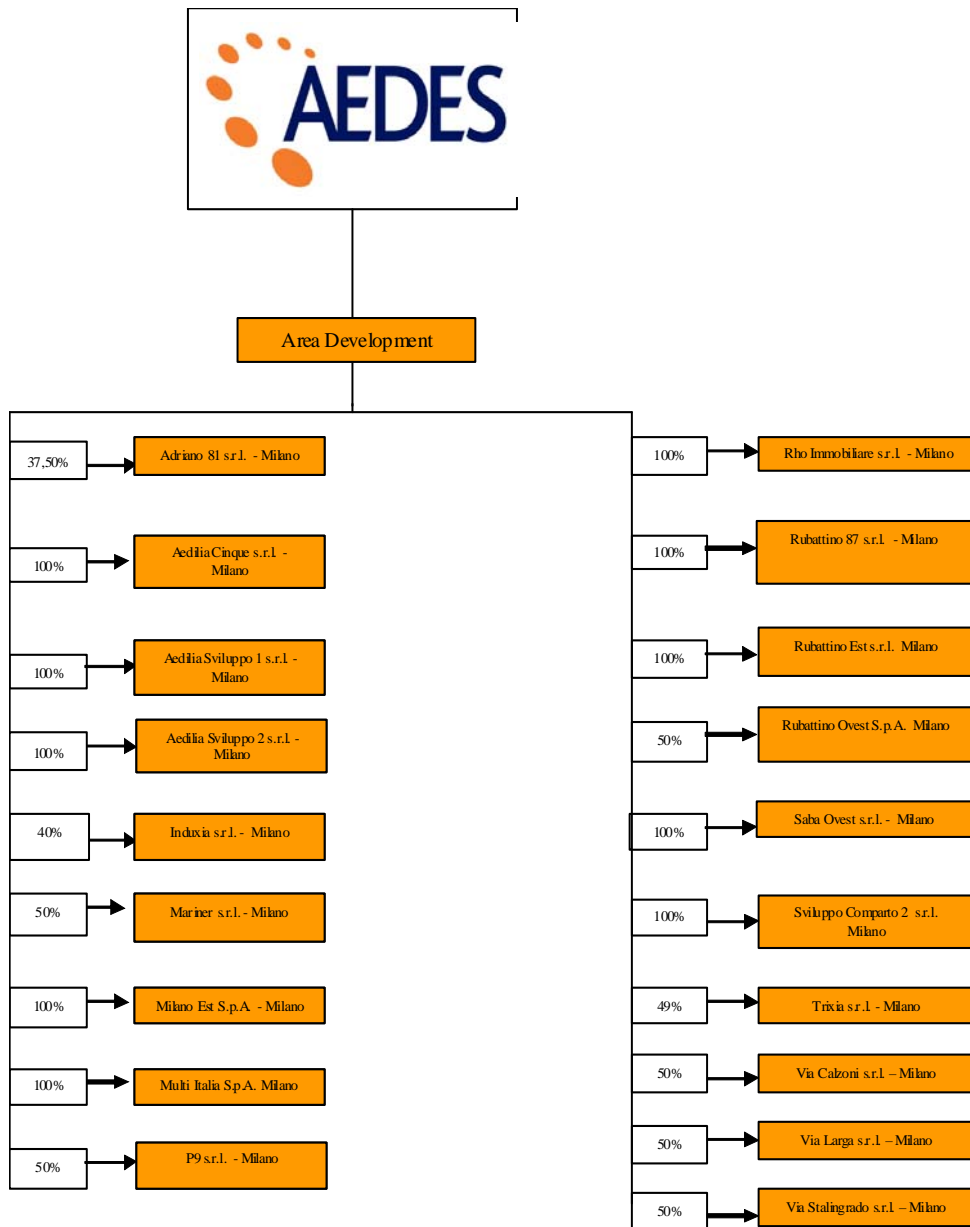 AEDES
Area Development
37,50%
Adriano 81 s.r.l. - Milano
100%
Aedilia Cinque s.r.l. -
Milano
100%
Aedilia Sviluppo 1 s.r.l. -
Milano
100%
Aedilia Sviluppo 2 s.r.l. -
Milano
40%
Induxia s.r.l. - Milano
50%
Mariner s.r.l. - Milano
100%
Milano Est S.p.A. - Milano
100%
Multi Italia S.p.A. Milano
50%
P9 s.r.l. - Milano
100%
Rho Immobiliare s.r.l. - Milano
100%
Rubattino 87 s.r.l. - Milano
100%
Rubattino Est s.r.l. Milano
50%
Rubattino Ovest S.p.A. Milano
100%
Saba Ovest s.r.l. - Milano
100%
Sviluppo Comparto 2 s.r.l.
Milano
49%
Trixia s.r.l. - Milano
50%
Via Calzoni s.r.l. – Milano
50%
Via Larga s.r.l. – Milano
50%
Via Stalingrado s.r.l. – Milano